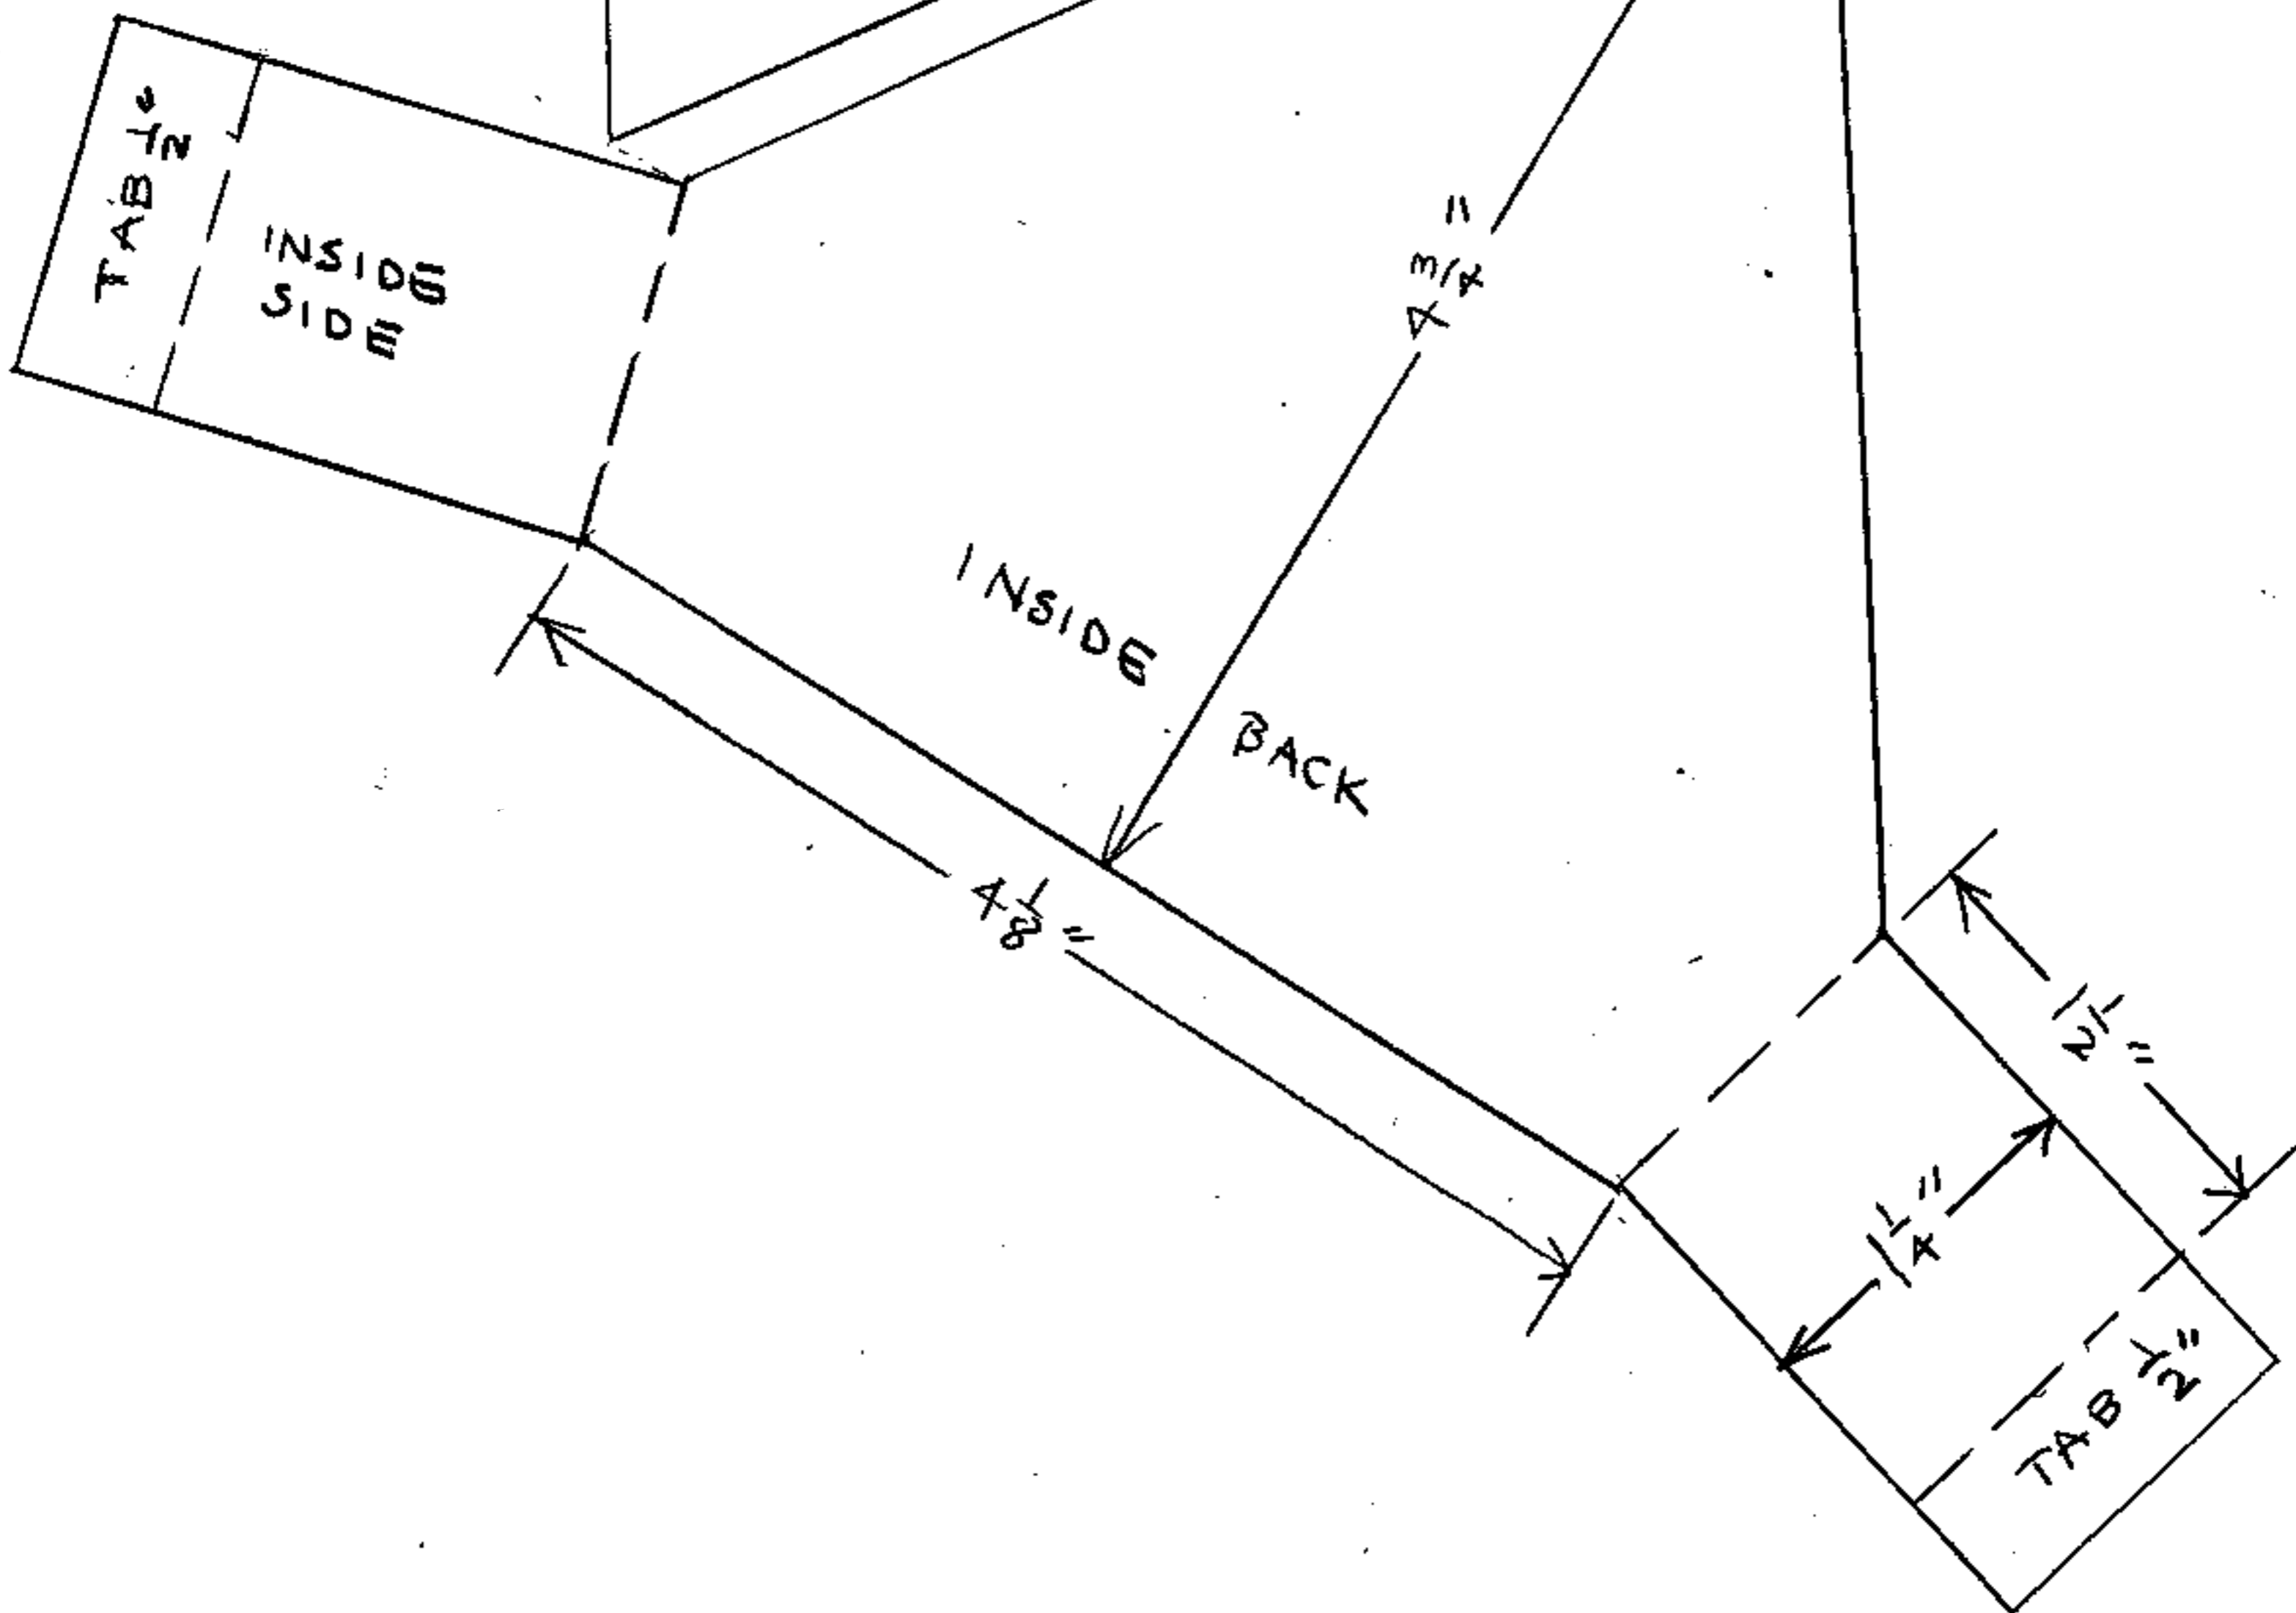 TAB 1/2"
INSIDE
SIDE
4 3/4"
INSIDE BACK
4 1/8"
1 1/2"
1 1/4"
TAB 1/2"